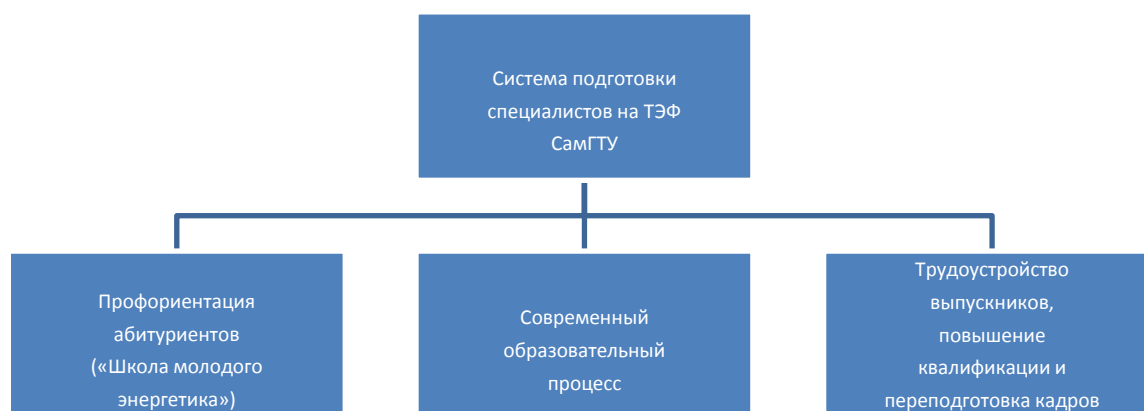 Система подготовки
специалистов на ТЭФ
СамГТУ
Профориентация
абитуриентов
(«Школа молодого
энергетика»)
Современный
образовательный
процесс
Трудоустройство
выпускников,
повышение
квалификации и
переподготовка кадров